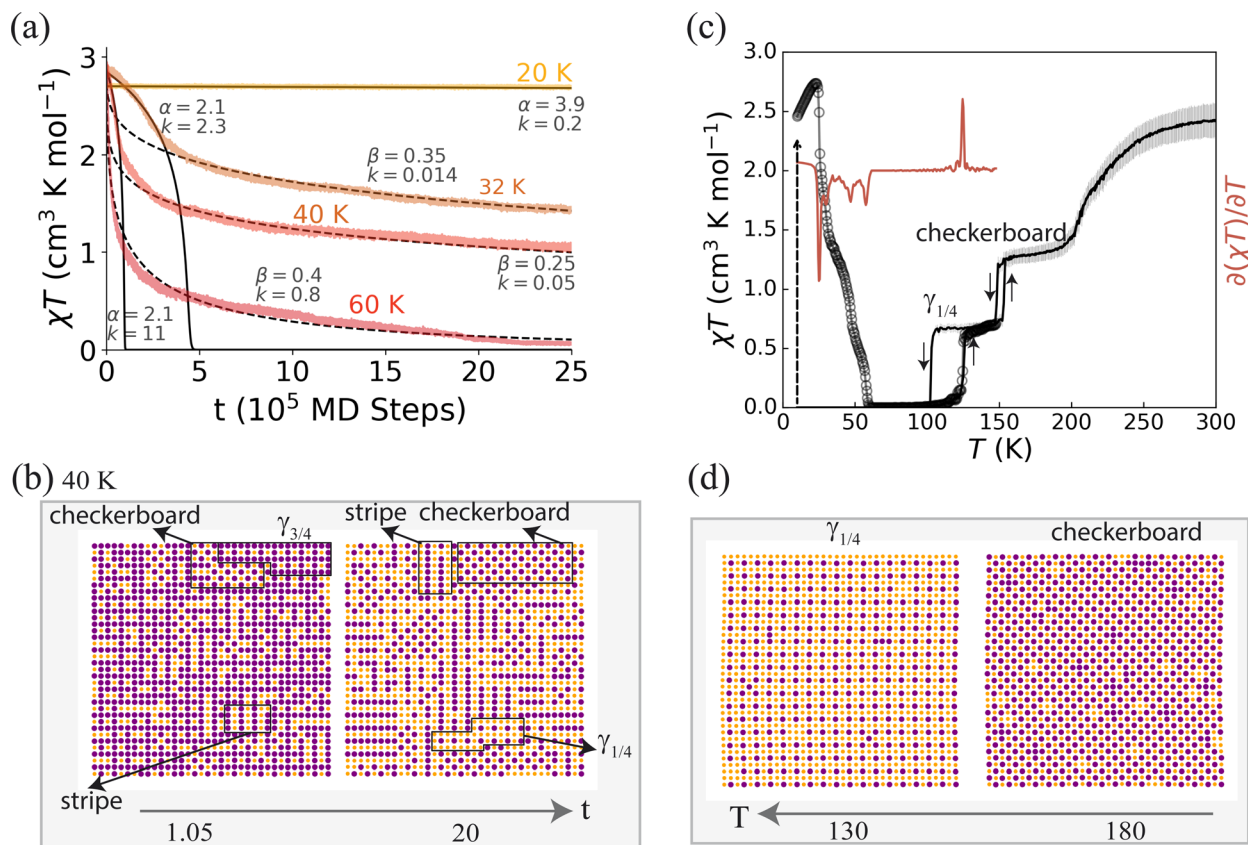 (a)
χT (cm³ K mol⁻¹)
3
2
1
0
20 K
α = 2.1
k = 2.3
α = 3.9
k = 0.2
β = 0.35
k = 0.014
32 K
40 K
β = 0.25
k = 0.05
β = 0.4
k = 0.8
60 K
α = 2.1
k = 11
0 5 10 15 20 25
t (10⁵ MD Steps)
(c)
χT (cm³ K mol⁻¹)
3.0
2.5
2.0
1.5
1.0
0.5
0.0
checkerboard
γ1/4
∂(χT)/∂T
0 50 100 150 200 250 300
T (K)
(b) 40 K
checkerboard
γ3/4
stripe
checkerboard
γ1/4
stripe
t
1.05
20
(d)
γ1/4
checkerboard
T
130
180